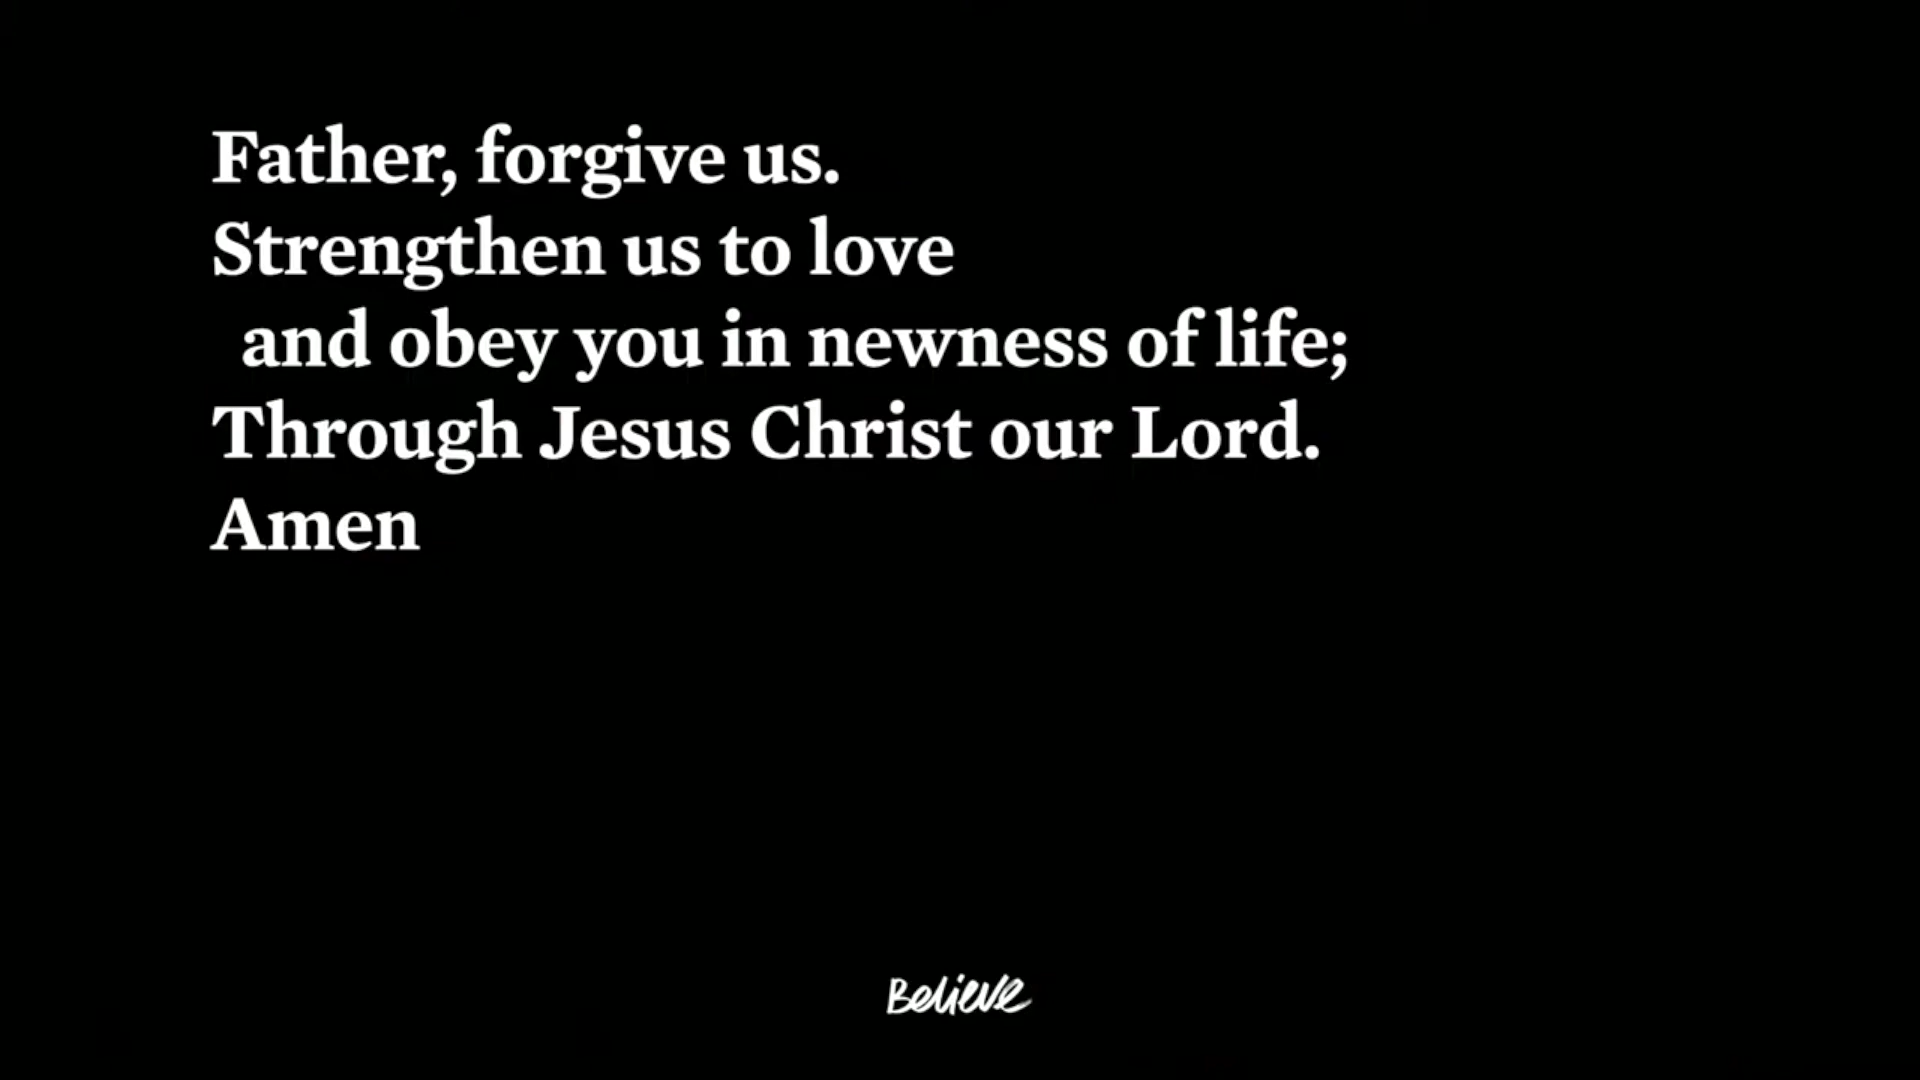 Father, forgive us.
Strengthen us to love
and obey you in newness of life;
Through Jesus Christ our Lord.
Amen
Believe